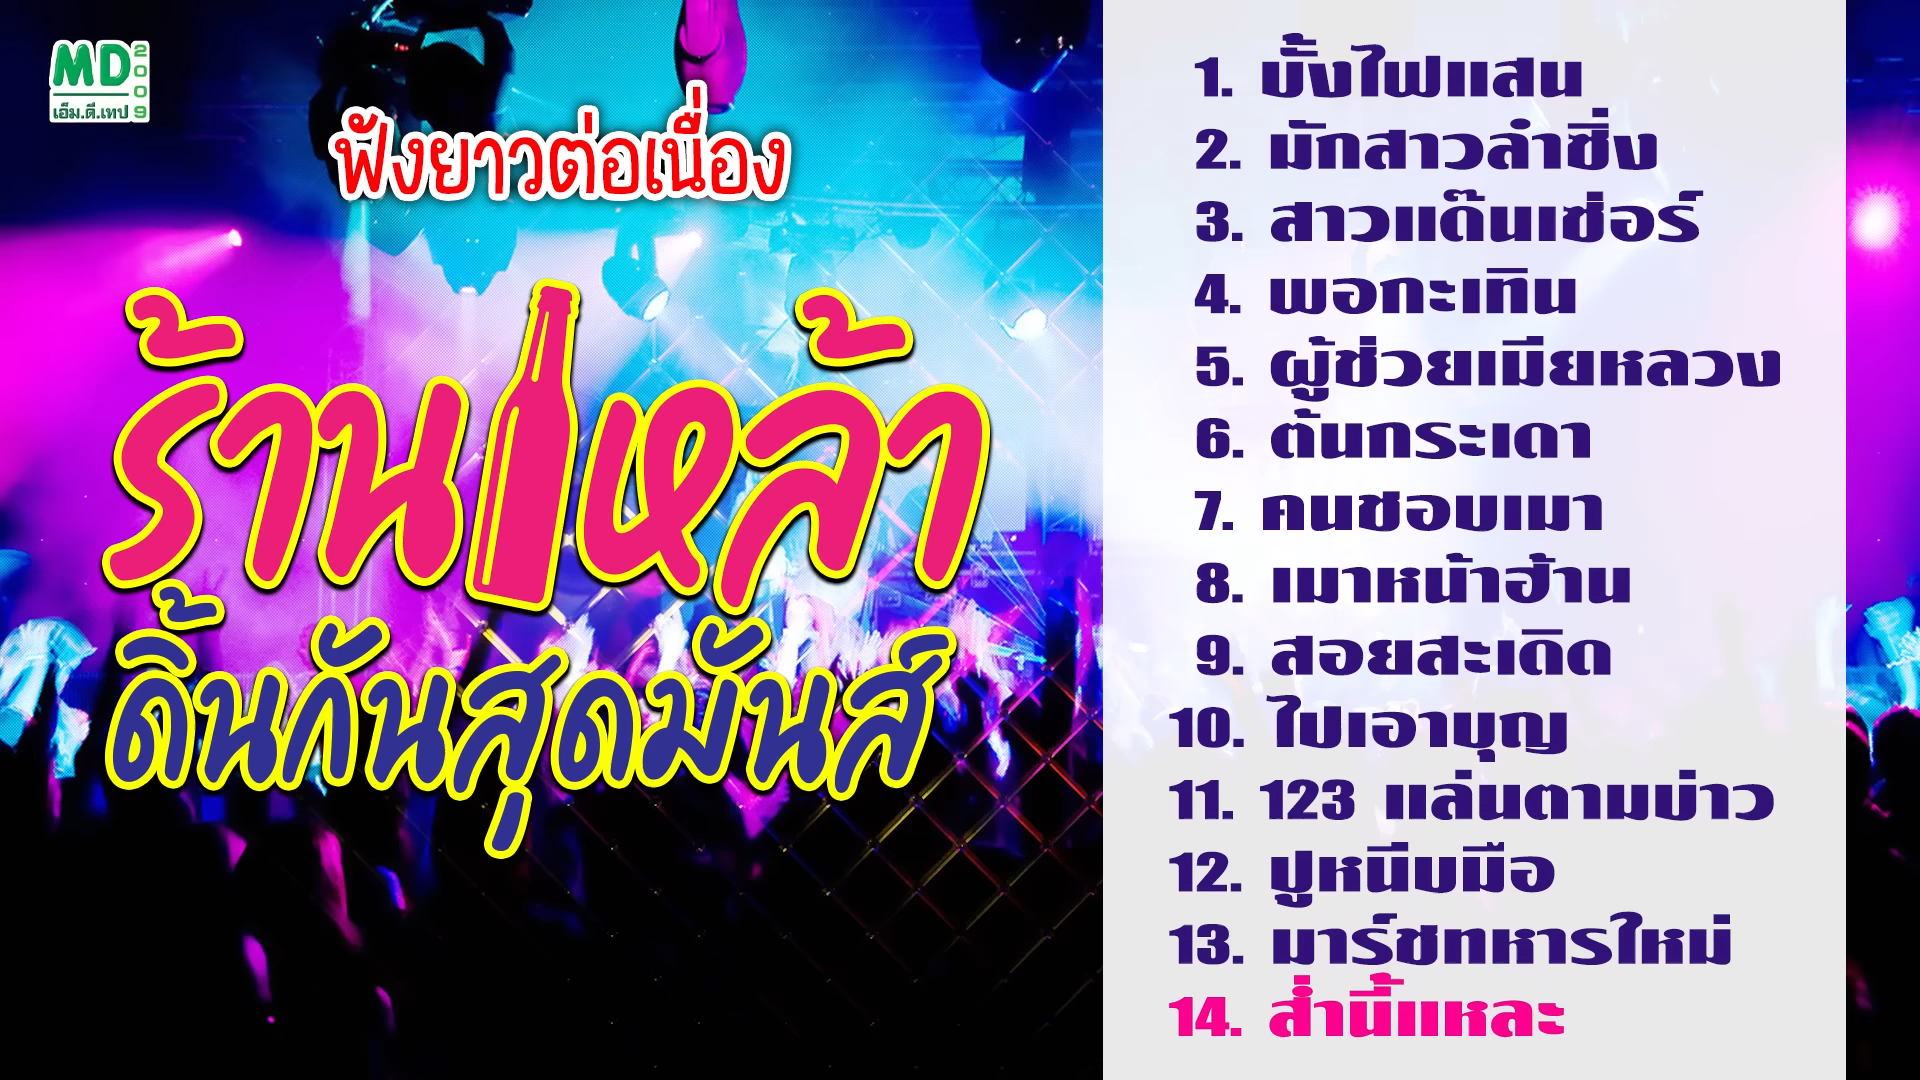 MD 2009
เอ็ม.ดี.เทป
ฟังยาวต่อเนื่อง
ร้านเหล้า
ดิ้นกันสุดมันส์
1. บั้งไฟแสน
2. มักสาวลำซิ่ง
3. สาวแด๊นเซ่อร์
4. พอกะเทิน
5. ผู้ช่วยเมียหลวง
6. ต้นกระเดา
7. คนชอบเมา
8. เมาหน้าฮ้าน
9. สอยสะเดิด
10. ไปเอาบุญ
11. 123 แล่นตามบ่าว
12. ปูหนีบมือ
13. มาร์ชทหารใหม่
14. ส่ำนี้แหละ